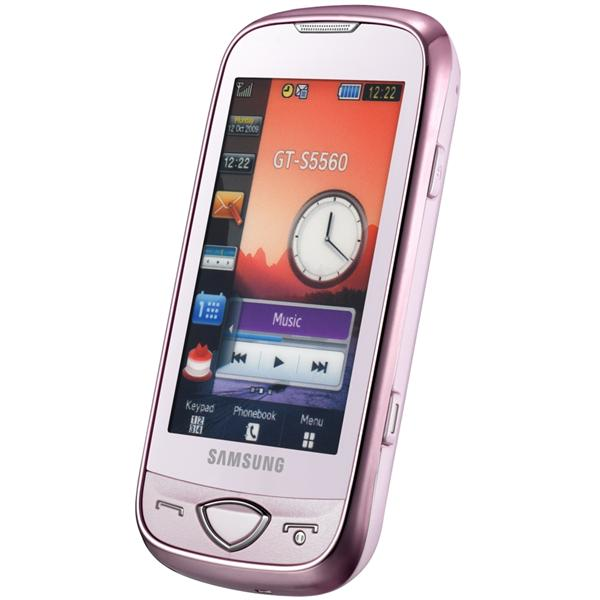 12:22
Monday
12 Oct 2009
12:22
GT-S5560
Music
Keypad
Phonebook
Menu
SAMSUNG